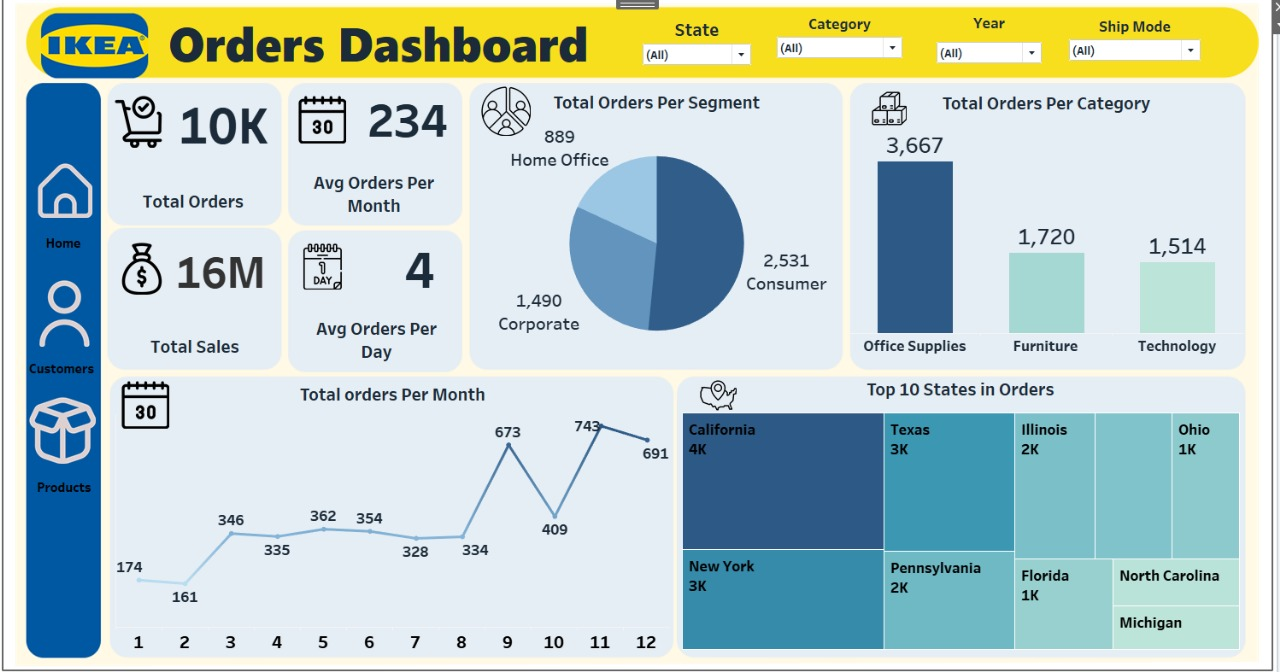 IKEA
Orders Dashboard
State
(All)
Category
(All)
Year
(All)
Ship Mode
(All)
Home
Customers
Products
10K
Total Orders
30
234
Avg Orders Per
Month
16M
Total Sales
1
DAY
4
Avg Orders Per
Day
Total Orders Per Segment
889
Home Office
2,531
Consumer
1,490
Corporate
Total Orders Per Category
3,667
1,720
1,514
Office Supplies
Furniture
Technology
30
Total orders Per Month
174
161
346
335
362
354
328
334
673
409
743
691
1 2 3 4 5 6 7 8 9 10 11 12
Top 10 States in Orders
California
4K
New York
3K
Texas
3K
Pennsylvania
2K
Illinois
2K
Ohio
1K
Florida
1K
North Carolina
Michigan